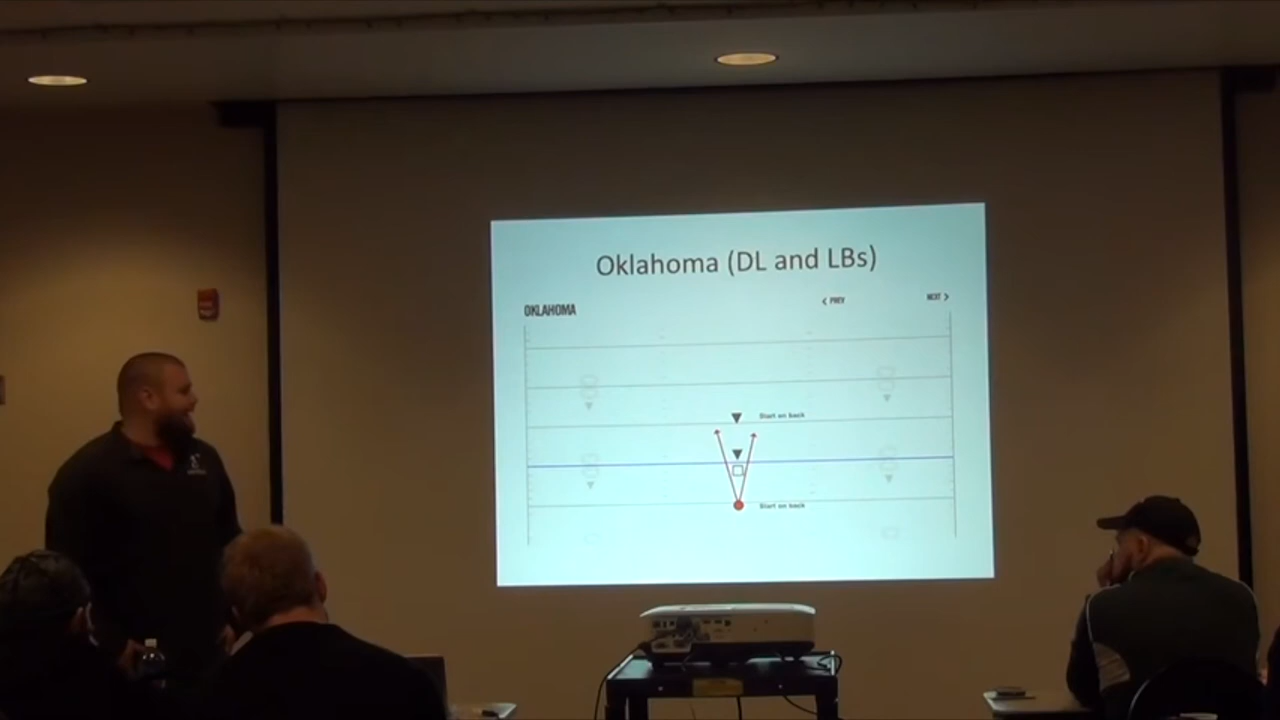 Oklahoma (DL and LBs)
OKLAHOMA
< PREV
NEXT >
Start on back
Start on back